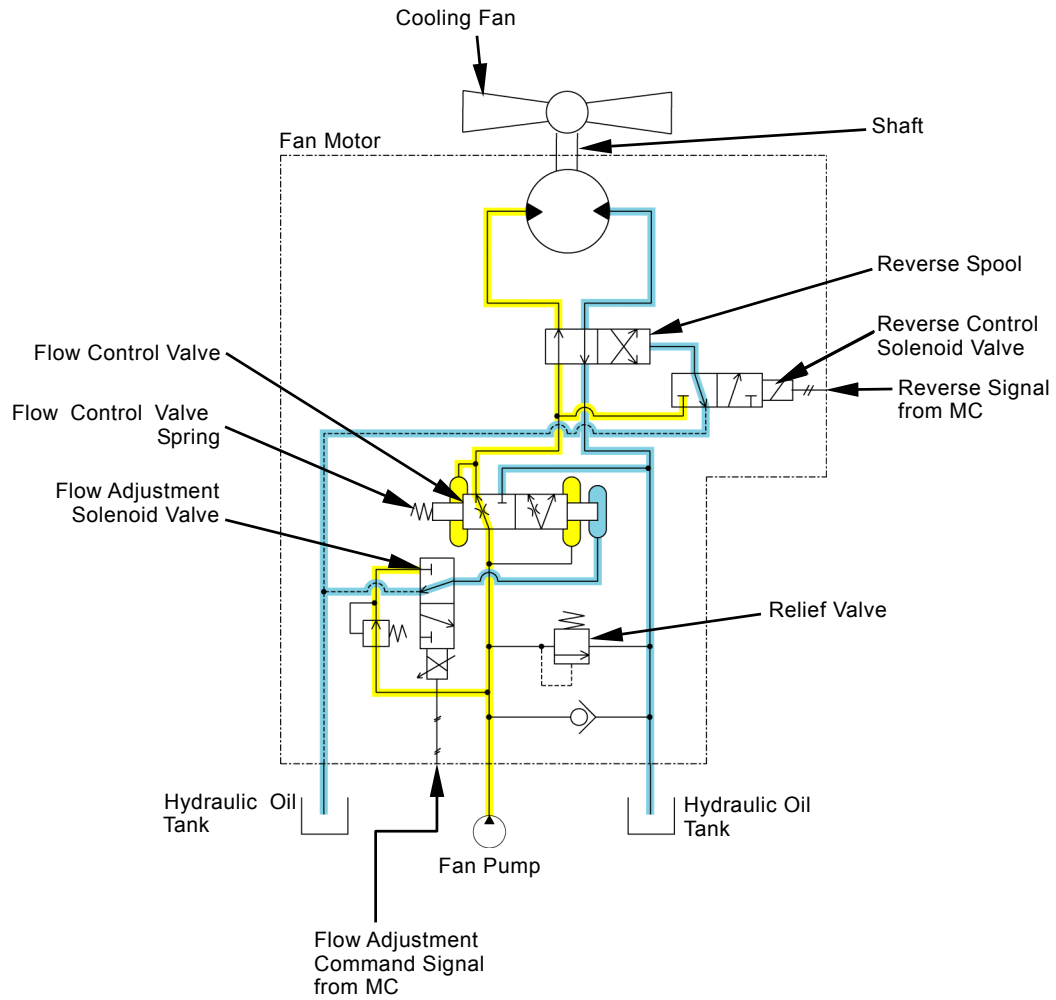 Cooling Fan
Shaft
Fan Motor
Reverse Spool
Reverse Control
Solenoid Valve
Flow Control Valve
Reverse Signal
from MC
Flow Control Valve
Spring
Flow Adjustment
Solenoid Valve
Relief Valve
Hydraulic Oil
Tank
Hydraulic Oil
Tank
Fan Pump
Flow Adjustment
Command Signal
from MC